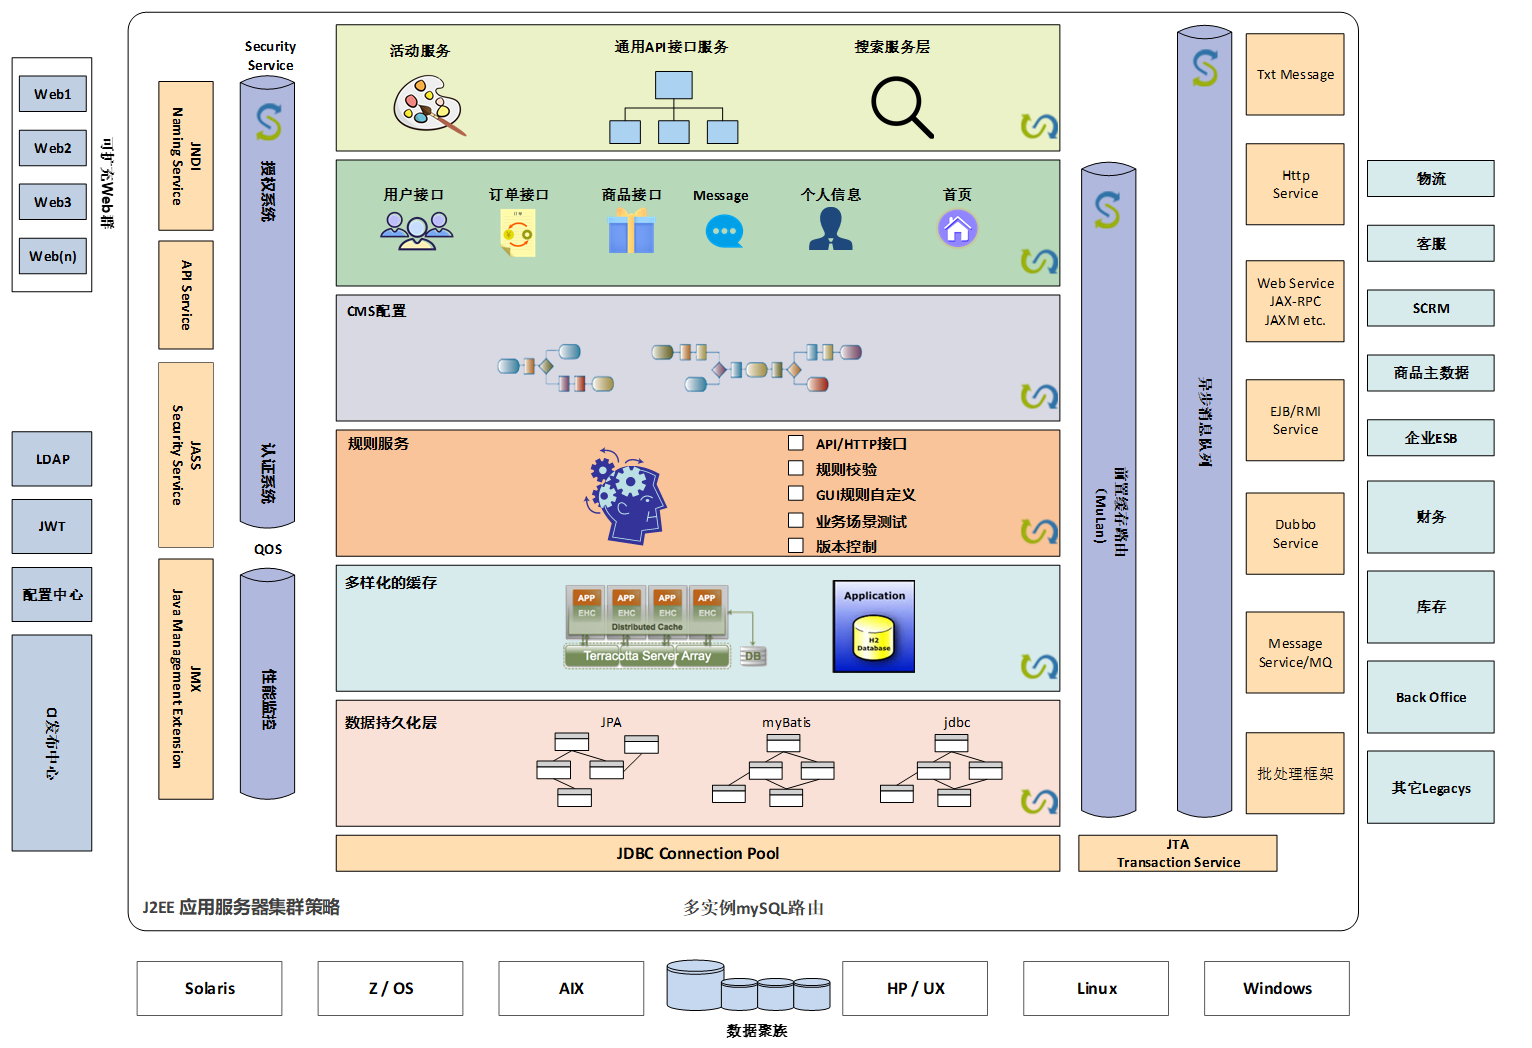 Web1
Web2
Web3
Web(n)
可扩充Web群
LDAP
JWT
配置中心
CI发布中心
JNDI
Naming Service
API Service
JASS
Security Service
JMX
Java Management Extension
Security
Service
授权系统
认证系统
QOS
性能监控
活动服务
通用API接口服务
搜索服务层
用户接口
订单接口
订单
商品接口
Message
个人信息
首页
CMS配置
规则服务
API/HTTP接口
规则校验
GUI规则自定义
业务场景测试
版本控制
C H
多样化的缓存
APP
APP
APP
APP
EHC
EHC
EHC
EHC
Distributed Cache
Terracotta Server Array
DB
Application
H2
Database
数据持久化层
JPA
myBatis
jdbc
JDBC Connection Pool
前置缓存路由
（MuLan)
异步消息队列
JTA
Transaction Service
Txt Message
Http
Service
Web Service
JAX-RPC
JAXM etc.
EJB/RMI
Service
Dubbo
Service
Message
Service/MQ
批处理框架
物流
客服
SCRM
商品主数据
企业ESB
财务
库存
Back Office
其它Legacys
J2EE 应用服务器集群策略
多实例mySQL路由
Solaris
Z / OS
AIX
数据聚族
HP / UX
Linux
Windows